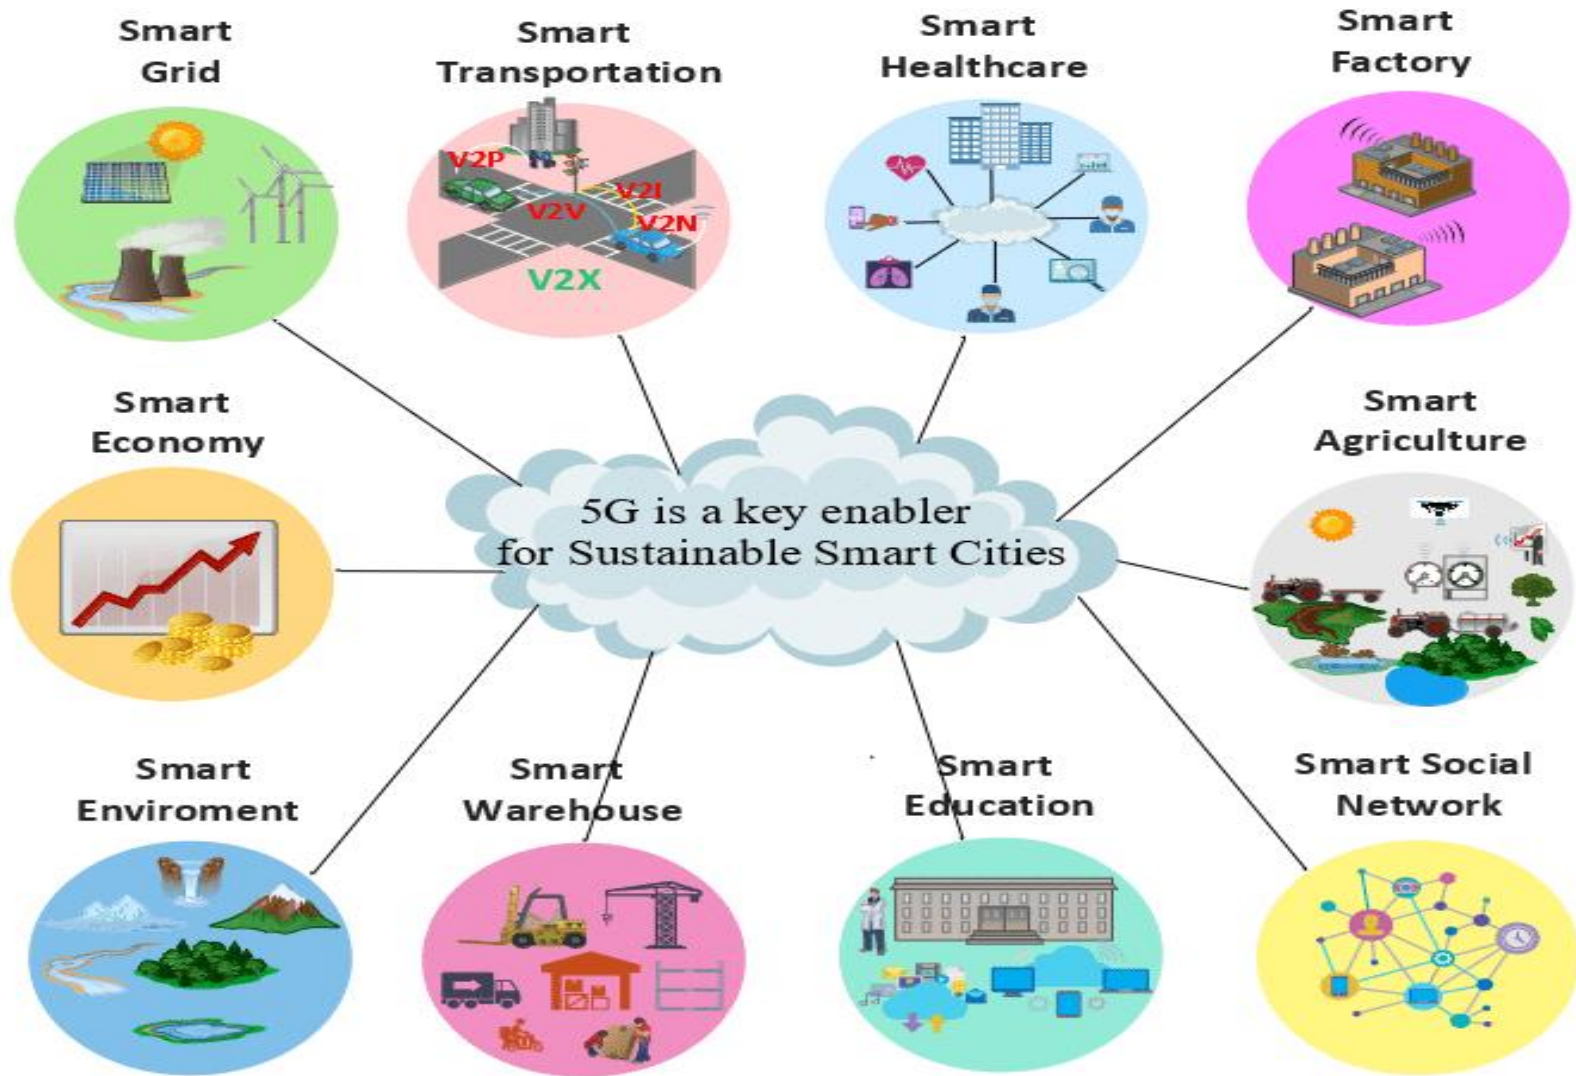 Smart
Grid
Smart
Transportation
Smart
Healthcare
Smart
Factory
V2P
V2I
V2V
V2N
V2X
Smart
Economy
5G is a key enabler
for Sustainable Smart Cities
Smart
Agriculture
Smart
Enviroment
Smart
Warehouse
Smart
Education
Smart Social
Network